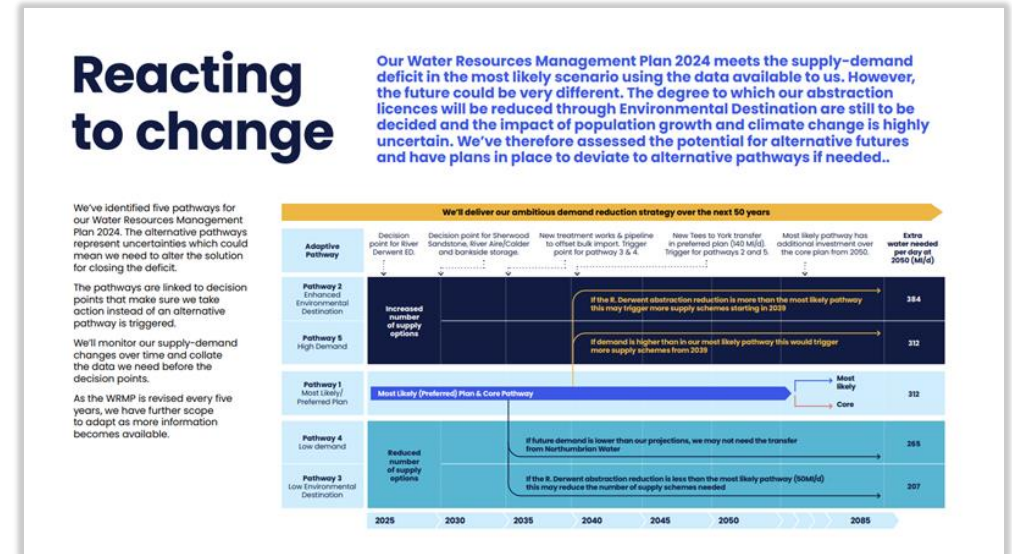 Reacting
to change
Our Water Resources Management Plan 2024 meets the supply-demand
deficit in the most likely scenario using the data available to us. However,
the future could be very different. The degree to which our abstraction
licences will be reduced through Environmental Destination are still to be
decided and the impact of population growth and climate change is highly
uncertain. We've therefore assessed the potential for alternative futures
and have plans in place to deviate to alternative pathways if needed..
We've identified five pathways for
our Water Resources Management
Plan 2024. The alternative pathways
represent uncertainties which could
mean we need to alter the solution
for closing the deficit.
The pathways are linked to decision
points that make sure we take
action instead of an alternative
pathway is triggered.
We'll monitor our supply-demand
changes over time and collate
the data we need before the
decision points.
As the WRMP is revised every five
years, we have further scope
to adapt as more information
becomes available.
We'll deliver our ambitious demand reduction strategy over the next 50 years
Adaptive
Pathway
Decision
point for River
Derwent ED.
Decision point for Sherwood
Sandstone, River Aire/Calder
and bankside storage.
New treatment works & pipeline
to offset bulk import. Trigger
point for pathway 3 & 4.
New Tees to York transfer
in preferred plan (140 Ml/d).
Trigger for pathways 2 and 5.
Most likely pathway has
additional investment over
the core plan from 2050.
Extra
water needed
per day at
2050 (Ml/d)
Pathway 2
Enhanced
Environmental
Destination
Increased
number
of supply
options
If the R. Derwent abstraction reduction is more than the most likely pathway
this may trigger more supply schemes starting in 2039
384
Pathway 5
High Demand
If demand is higher than in our most likely pathway this would trigger
more supply schemes from 2039
312
Pathway 1
Most Likely/
Preferred Plan
Most Likely (Preferred) Plan & Core Pathway
Most
likely
Core
312
Pathway 4
Low demand
Reduced
number
of supply
options
If future demand is lower than our projections, we may not need the transfer
from Northumbrian Water
265
Pathway 3
Low Environmental
Destination
If the R. Derwent abstraction reduction is less than the most likely pathway (50Ml/d)
this may reduce the number of supply schemes needed
207
2025
2030
2035
2040
2045
2050
2085